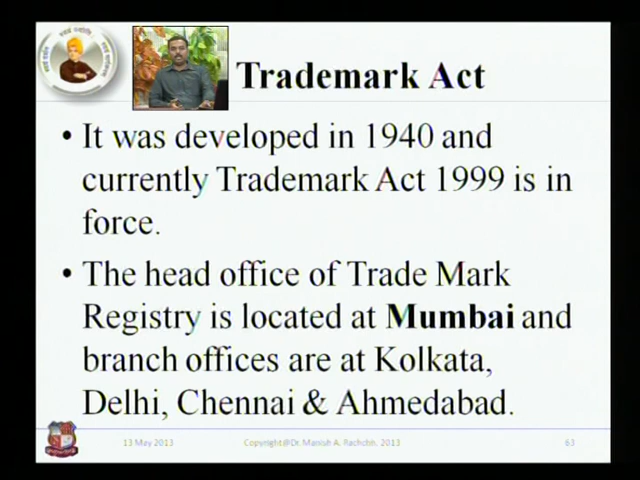 Trademark Act
• It was developed in 1940 and
currently Trademark Act 1999 is in
force.
• The head office of Trade Mark
Registry is located at Mumbai and
branch offices are at Kolkata,
Delhi, Chennai & Ahmedabad.
13 May 2013
Copyright@Dr. Manish A. Rachchh, 2013
63